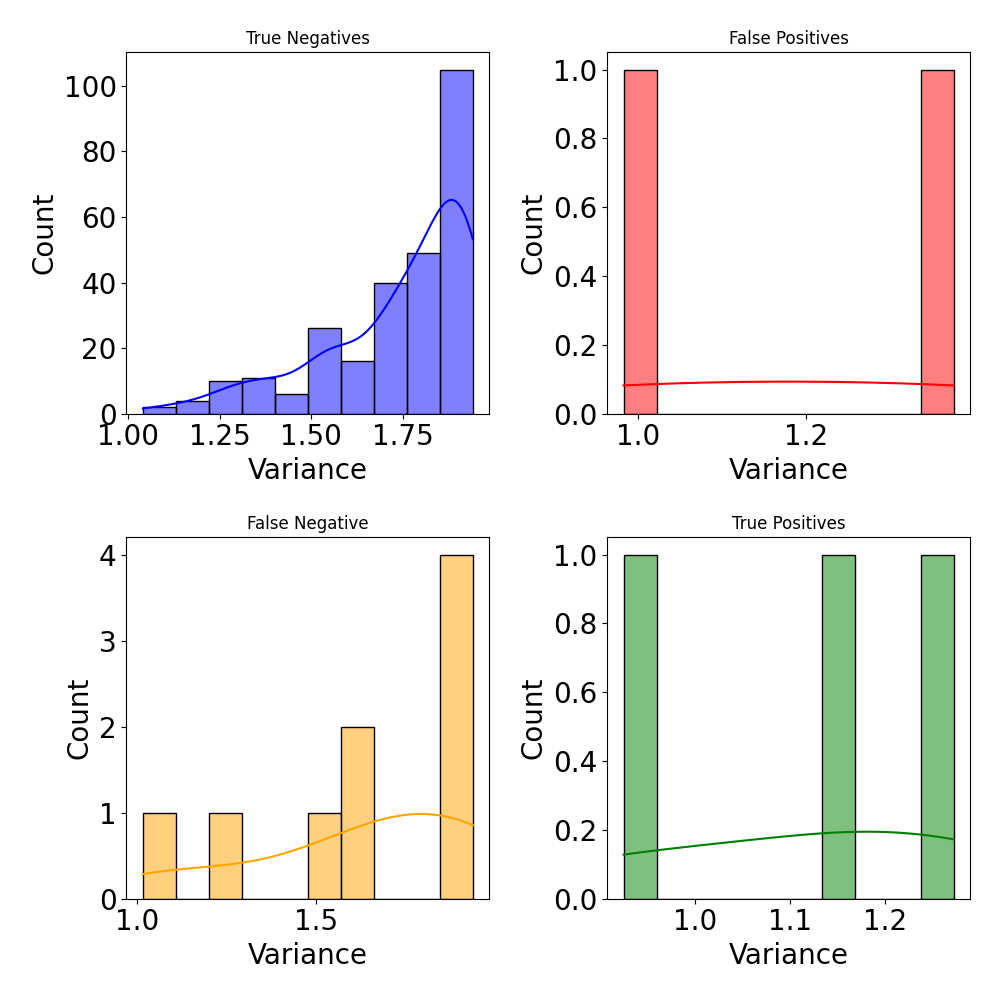 True Negatives
Count
100
80
60
40
20
0
1.00 1.25 1.50 1.75
Variance
False Positives
Count
1.0
0.8
0.6
0.4
0.2
0.0
1.0 1.2
Variance
False Negative
Count
4
3
2
1
0
1.0 1.5
Variance
True Positives
Count
1.0
0.8
0.6
0.4
0.2
0.0
1.0 1.1 1.2
Variance